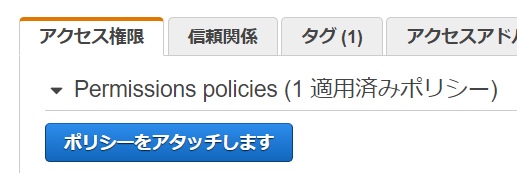 アクセス権限 信頼関係 タグ (1) アクセスアド
Permissions policies (1 適用済みポリシー)
ポリシーをアタッチします